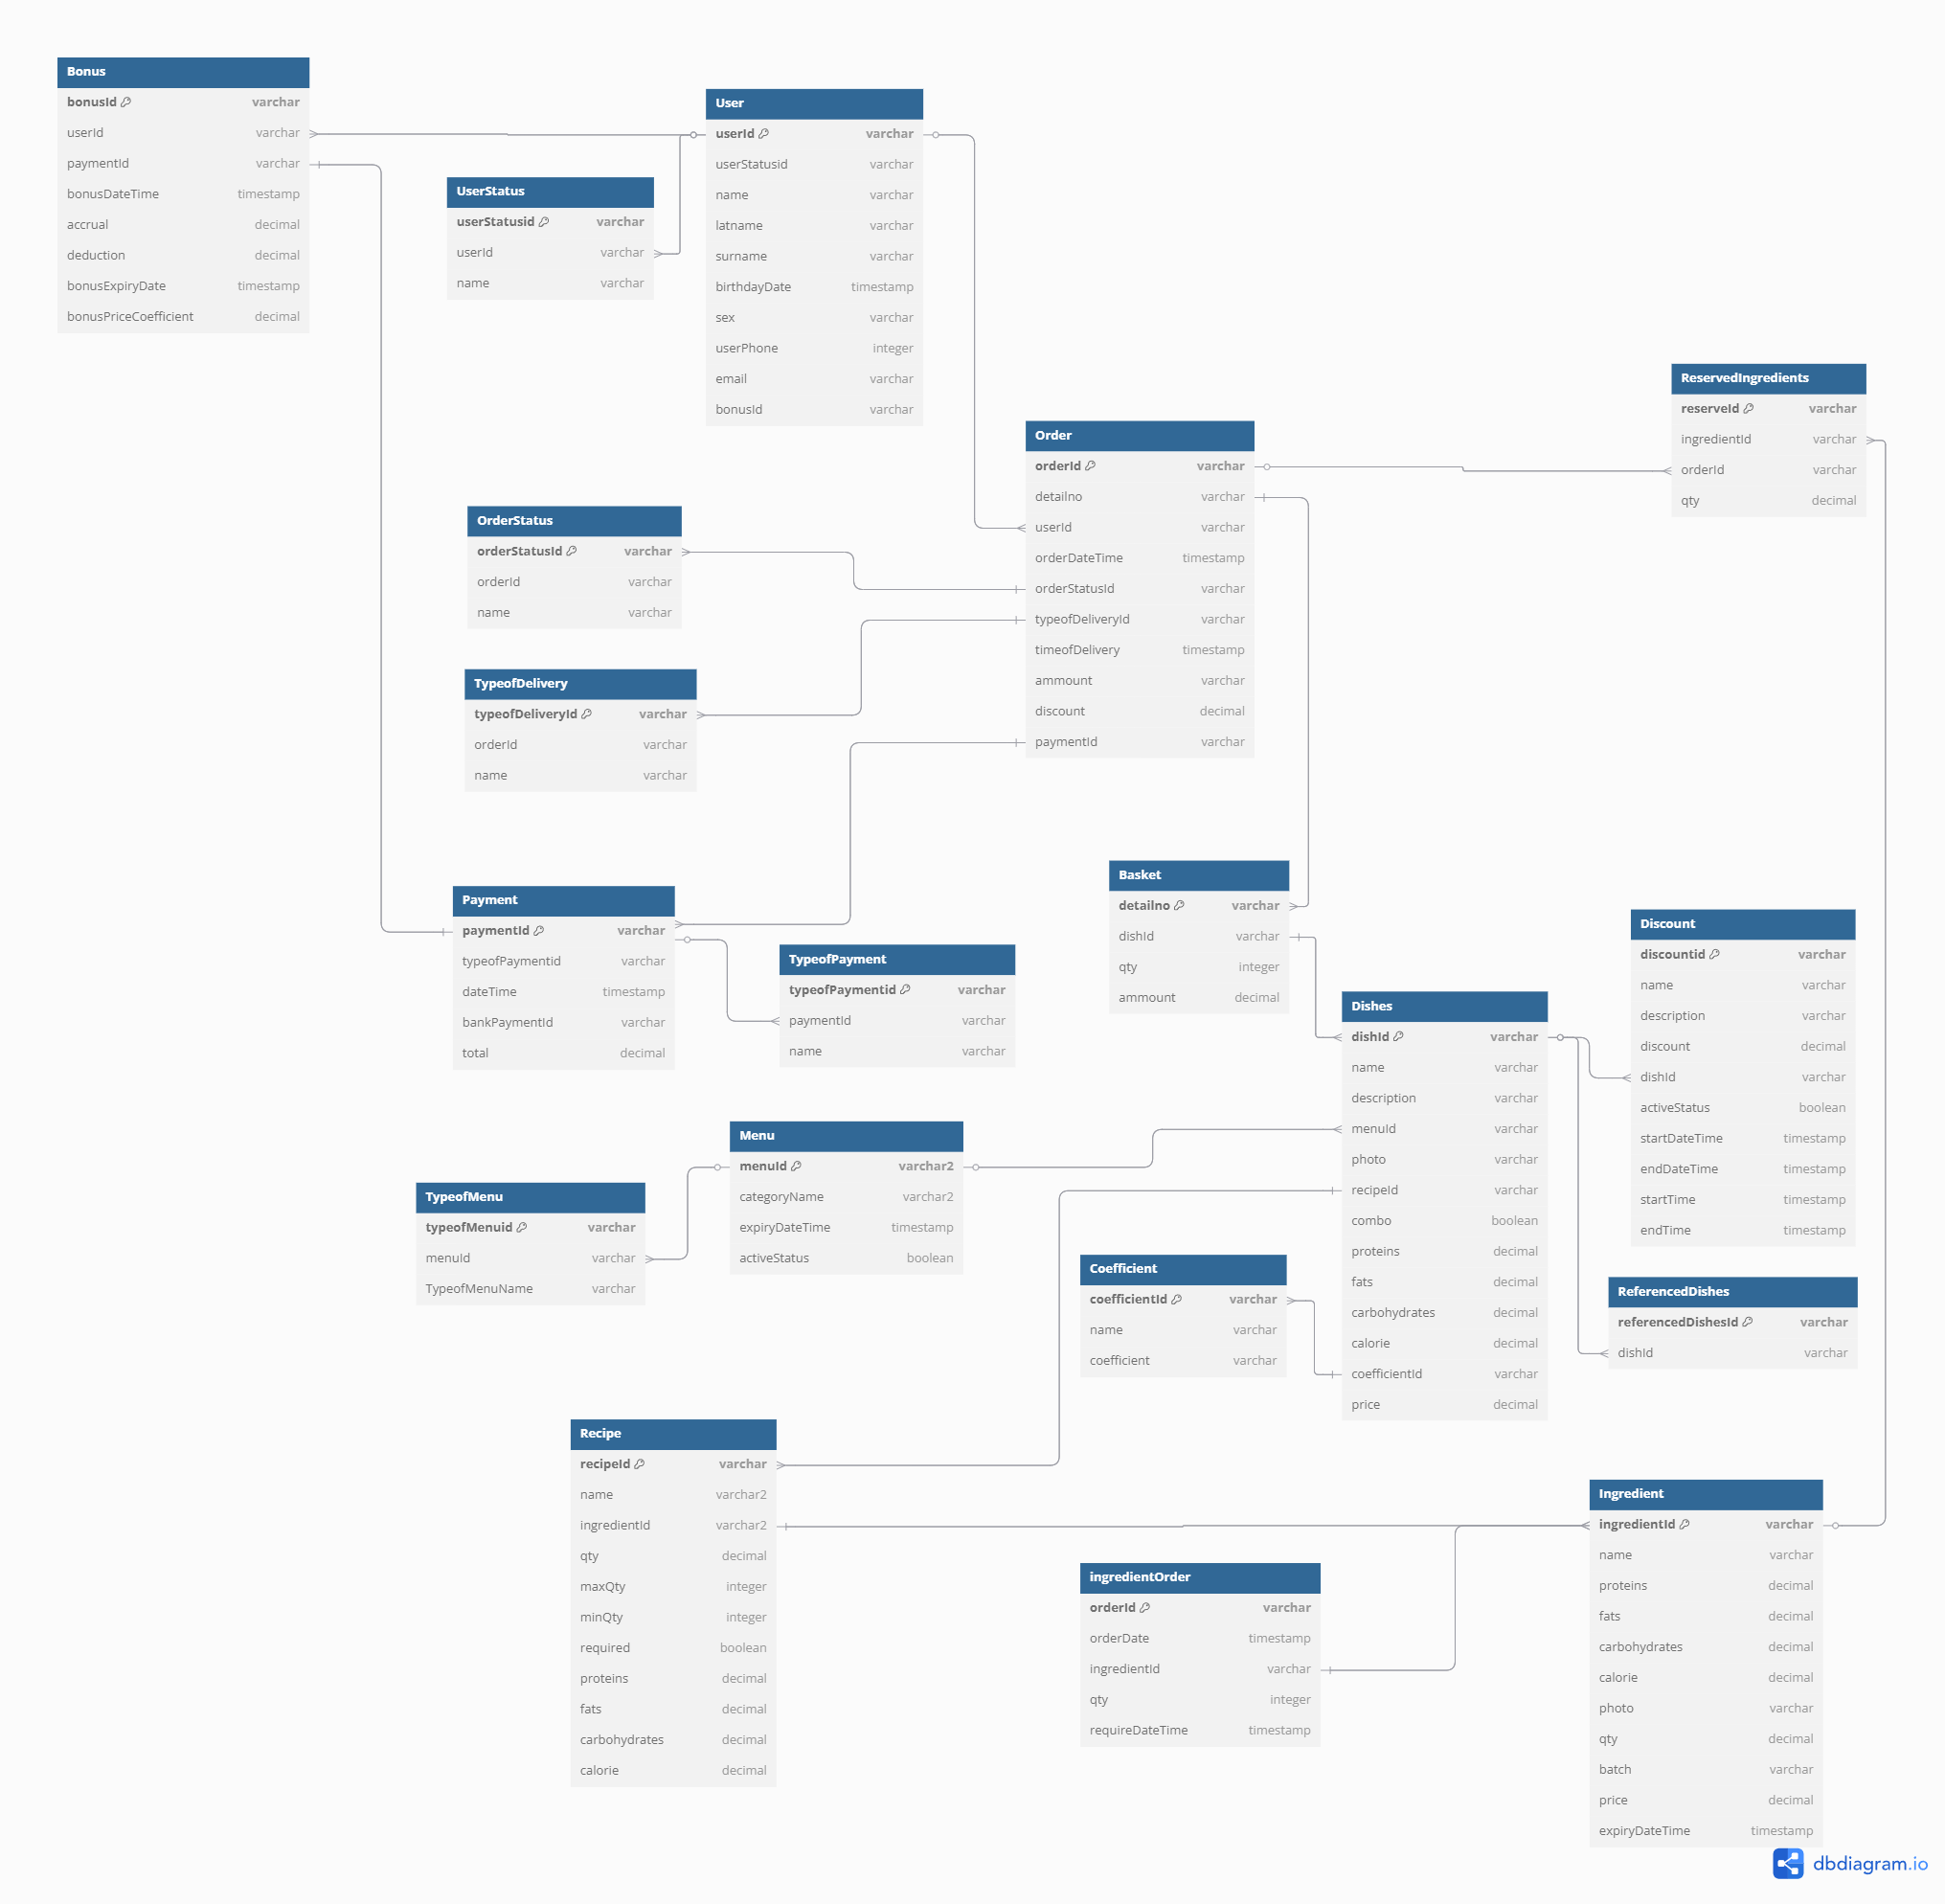 Bonus
bonusId varchar
userId varchar
paymentId varchar
bonusDateTime timestamp
accrual decimal
deduction decimal
bonusExpiryDate timestamp
bonusPriceCoefficient decimal
User
userId varchar
userStatusid varchar
name varchar
latname varchar
surname varchar
birthdayDate timestamp
sex varchar
userPhone integer
email varchar
bonusId varchar
UserStatus
userStatusid varchar
userId varchar
name varchar
ReservedIngredients
reserveId varchar
ingredientId varchar
orderId varchar
qty decimal
Order
orderId varchar
detailno varchar
userId varchar
orderDateTime timestamp
orderStatusId varchar
typeofDeliveryId varchar
timeofDelivery timestamp
ammount varchar
discount decimal
paymentId varchar
OrderStatus
orderStatusId varchar
orderId varchar
name varchar
TypeofDelivery
typeofDeliveryId varchar
orderId varchar
name varchar
Payment
paymentId varchar
typeofPaymentid varchar
dateTime timestamp
bankPaymentId varchar
total decimal
TypeofPayment
typeofPaymentid varchar
paymentId varchar
name varchar
Basket
detailno varchar
dishId varchar
qty integer
ammount decimal
Dishes
dishId varchar
name varchar
description varchar
menuId varchar
photo varchar
recipeId varchar
combo boolean
proteins decimal
fats decimal
carbohydrates decimal
calorie decimal
coefficientId varchar
price decimal
Discount
discountid varchar
name varchar
description varchar
discount decimal
dishId varchar
activeStatus boolean
startDateTime timestamp
endDateTime timestamp
startTime timestamp
endTime timestamp
Menu
menuId varchar2
categoryName varchar2
expiryDateTime timestamp
activeStatus boolean
TypeofMenu
typeofMenuid varchar
menuId varchar
TypeofMenuName varchar
Coefficient
coefficientId varchar
name varchar
coefficient varchar
ReferencedDishes
referencedDishesId varchar
dishId varchar
Recipe
recipeId varchar
name varchar2
ingredientId varchar2
qty decimal
maxQty integer
minQty integer
required boolean
proteins decimal
fats decimal
carbohydrates decimal
calorie decimal
ingredientOrder
orderId varchar
orderDate timestamp
ingredientId varchar
qty integer
requireDateTime timestamp
Ingredient
ingredientId varchar
name varchar
proteins decimal
fats decimal
carbohydrates decimal
calorie decimal
photo varchar
qty decimal
batch varchar
price decimal
expiryDateTime timestamp
dbdiagram.io